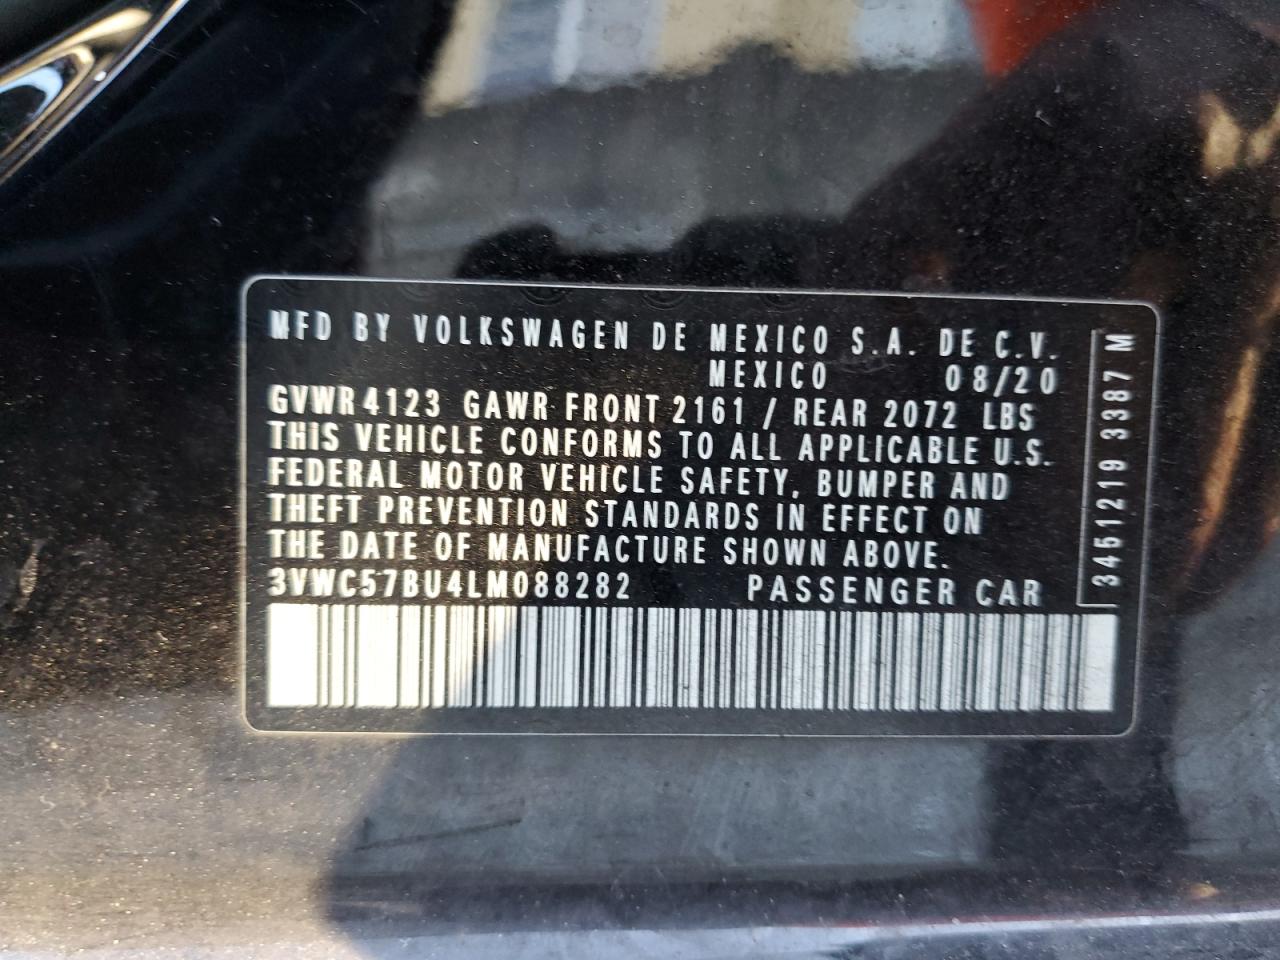 MFD BY VOLKSWAGEN DE MEXICO S.A. DE C.V.
MEXICO 08/20
GVWR 4123 GAWR FRONT 2161 / REAR 2072 LBS
THIS VEHICLE CONFORMS TO ALL APPLICABLE U.S.
FEDERAL MOTOR VEHICLE SAFETY, BUMPER AND
THEFT PREVENTION STANDARDS IN EFFECT ON
THE DATE OF MANUFACTURE SHOWN ABOVE.
3VWC57BU4LM088282 PASSENGER CAR
3451219 3387 M